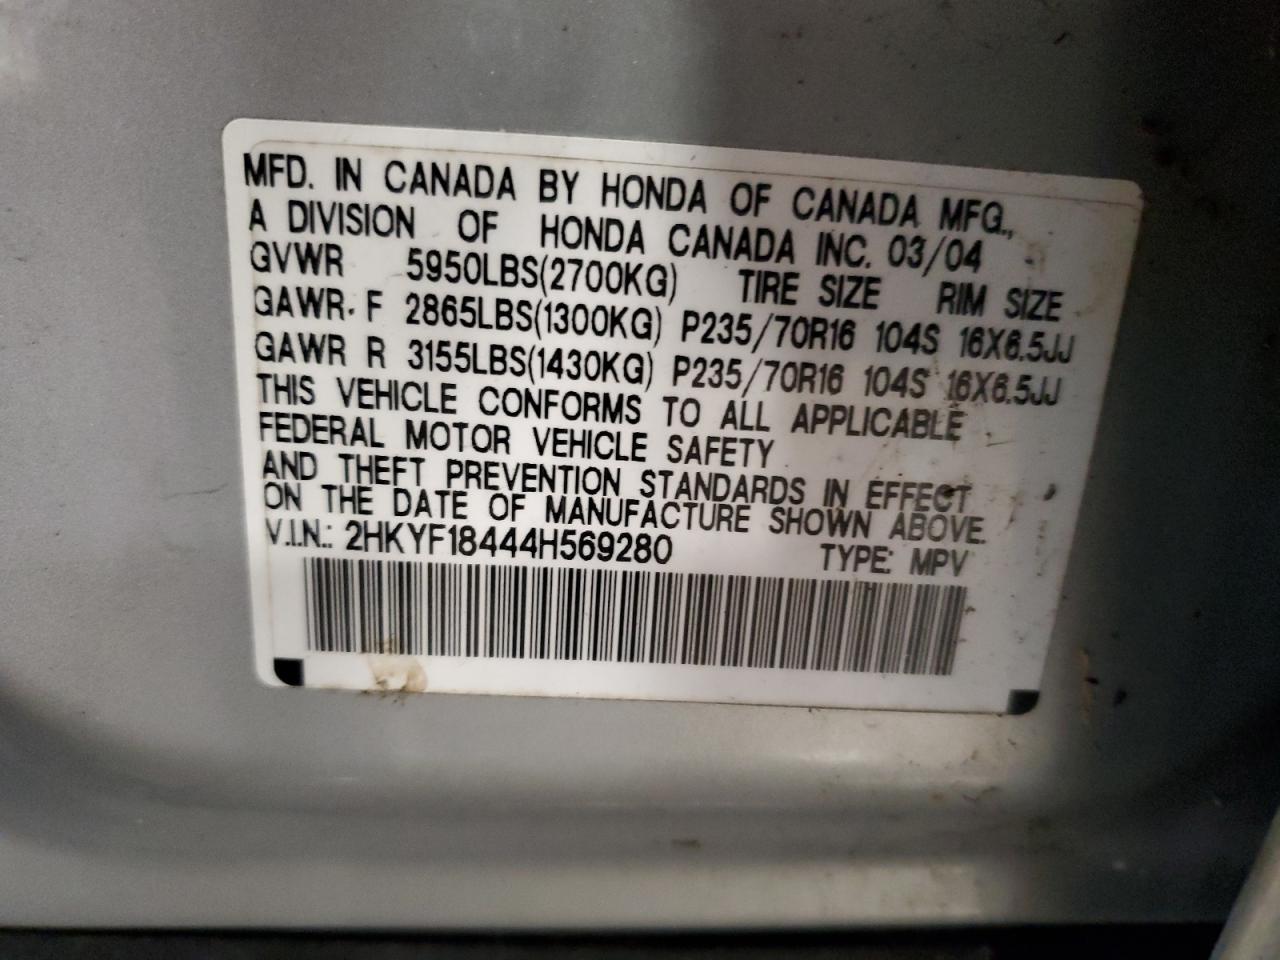 MFD. IN CANADA BY HONDA OF CANADA MFG.,
A DIVISION OF HONDA CANADA INC. 03/04
GVWR 5950LBS(2700KG) TIRE SIZE RIM SIZE
GAWR F 2865LBS(1300KG) P235/70R16 104S 16X6.5JJ
GAWR R 3155LBS(1430KG) P235/70R16 104S 16X6.5JJ
THIS VEHICLE CONFORMS TO ALL APPLICABLE
FEDERAL MOTOR VEHICLE SAFETY
AND THEFT PREVENTION STANDARDS IN EFFECT
ON THE DATE OF MANUFACTURE SHOWN ABOVE.
V.I.N.: 2HKYF18444H569280 TYPE: MPV